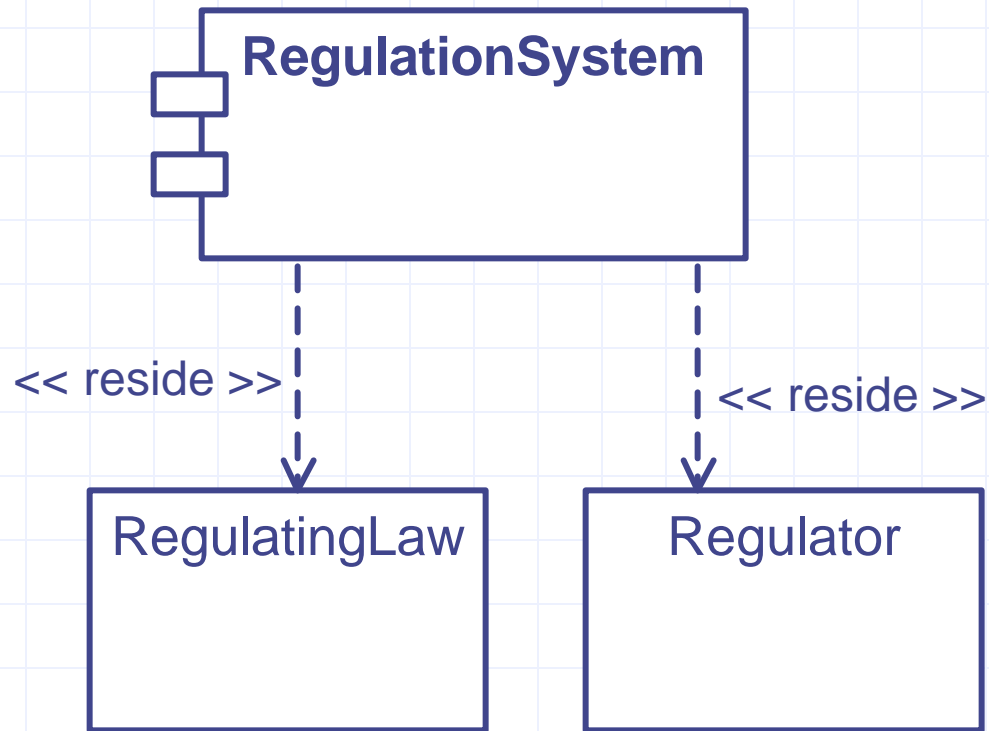 RegulationSystem
<< reside >>
<< reside >>
RegulatingLaw
Regulator